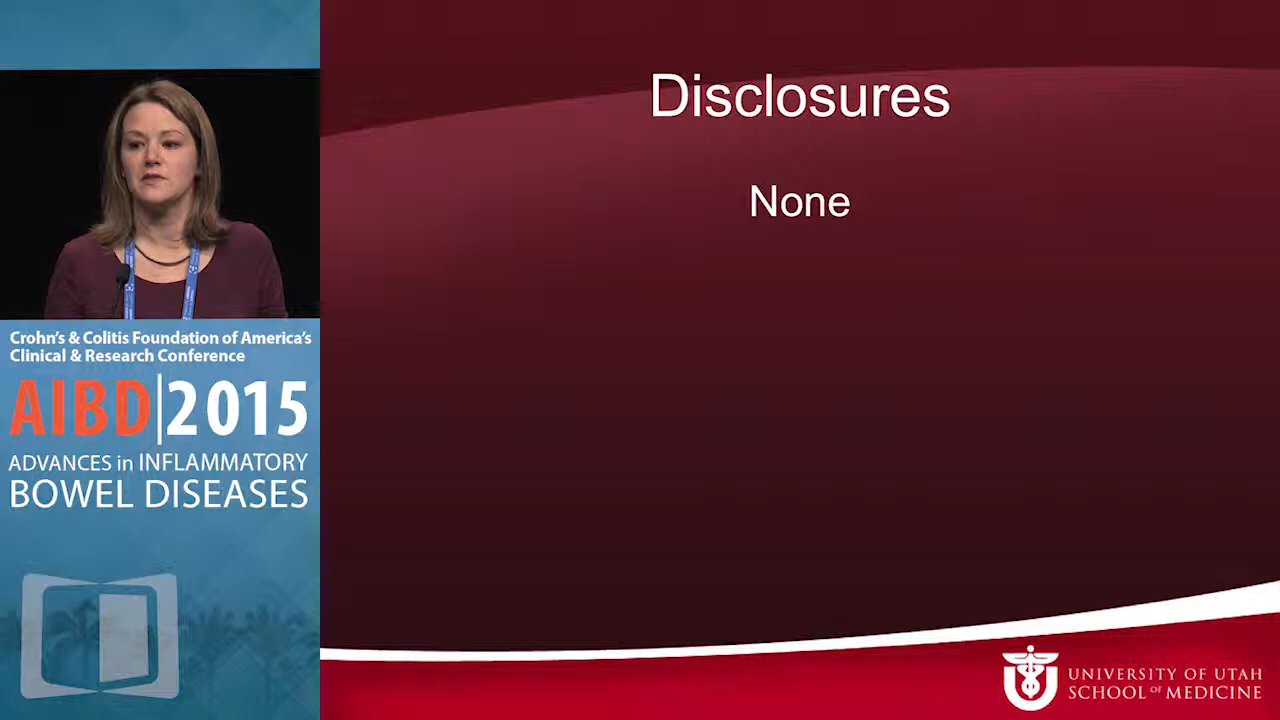 Crohn's & Colitis Foundation of America's
Clinical & Research Conference
AIBD|2015
ADVANCES in INFLAMMATORY
BOWEL DISEASES
Disclosures
None
UNIVERSITY OF UTAH
SCHOOL OF MEDICINE